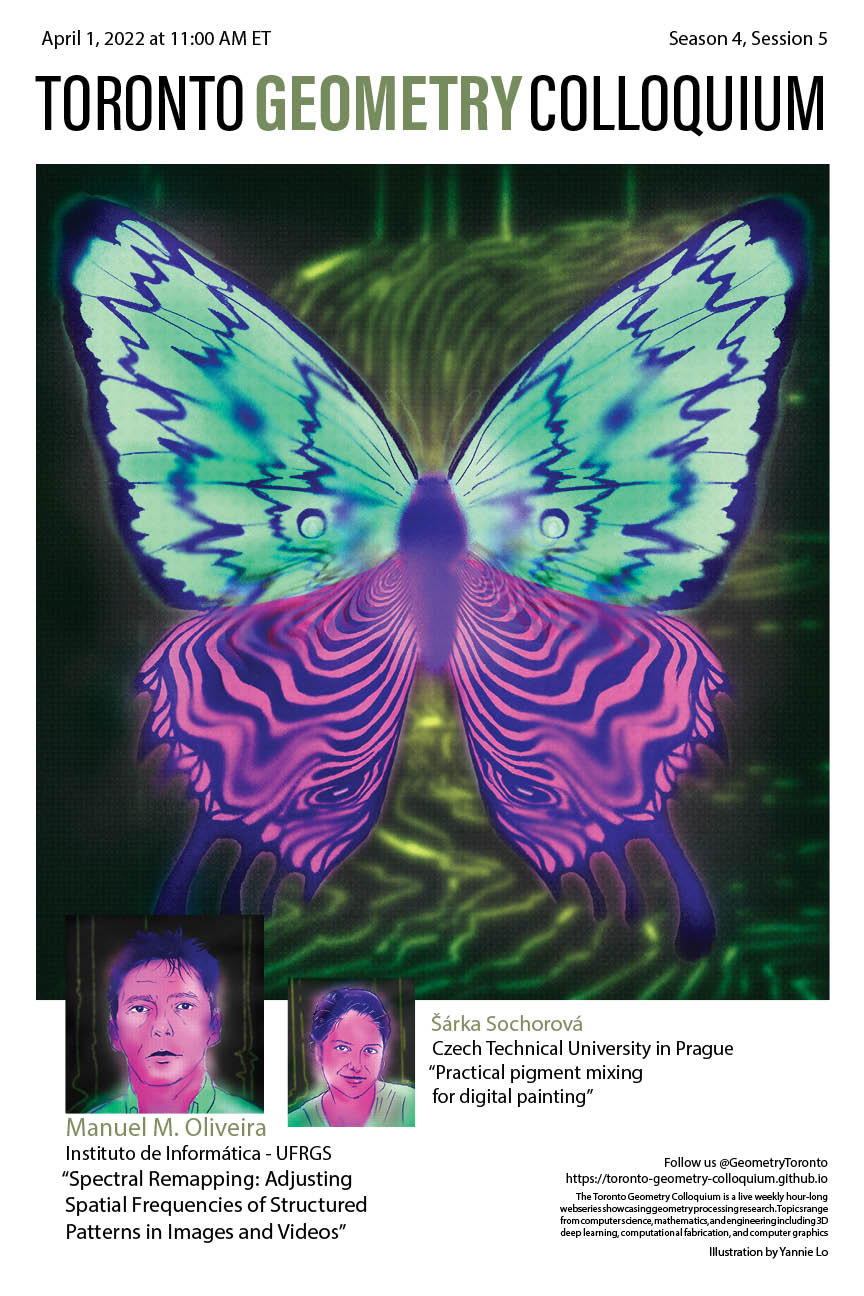 April 1, 2022 at 11:00 AM ET
Season 4, Session 5
TORONTO GEOMETRY COLLOQUIUM
Šárka Sochorová
Czech Technical University in Prague
“Practical pigment mixing
for digital painting”
Manuel M. Oliveira
Instituto de Informática - UFRGS
“Spectral Remapping: Adjusting
Spatial Frequencies of Structured
Patterns in Images and Videos”
Follow us @GeometryToronto
https://toronto-geometry-colloquium.github.io
The Toronto Geometry Colloquium is a live weekly hour-long
webseries showcasing geometry processing research. Topics range
from computer science, mathematics, and engineering including 3D
deep learning, computational fabrication, and computer graphics
Illustration by Yannie Lo